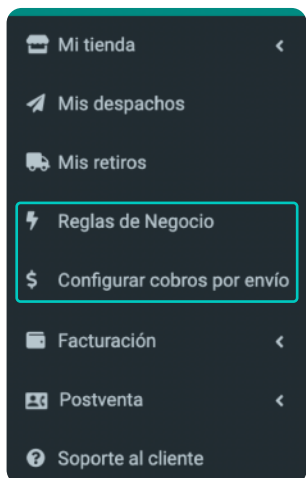 Mi tienda
Mis despachos
Mis retiros
Reglas de Negocio
$ Configurar cobros por envío
Facturación
Postventa
Soporte al cliente